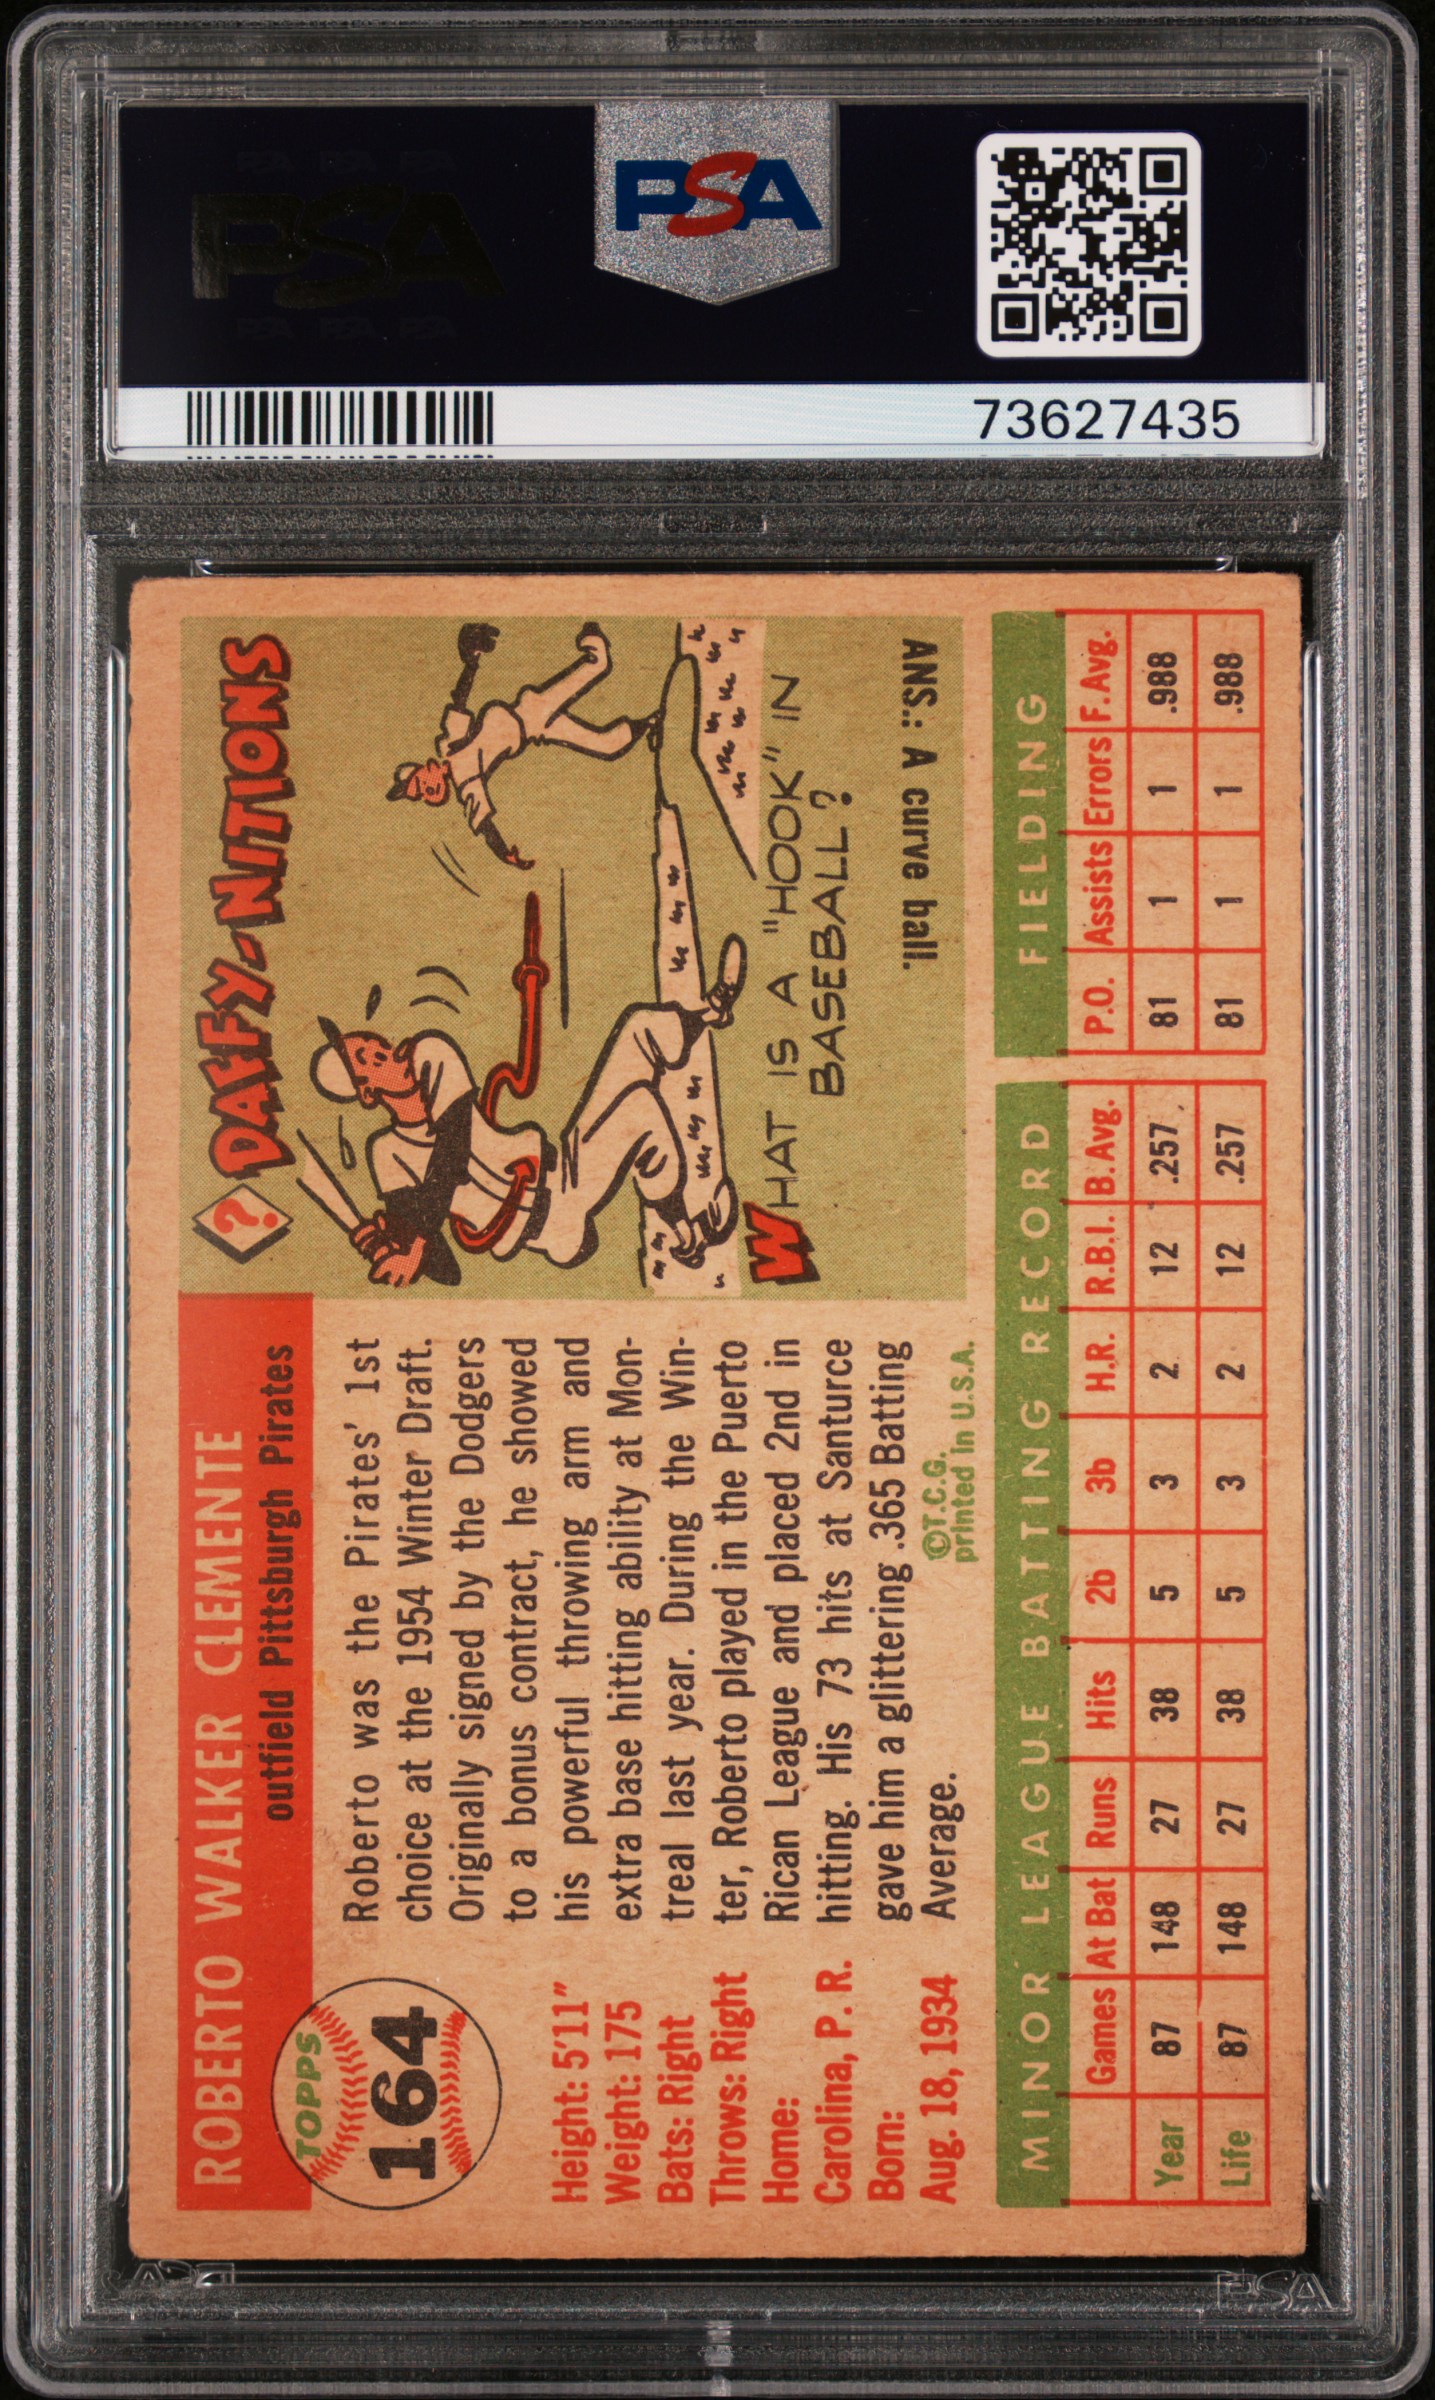 PSA
PSA
73627435
ROBERTO WALKER CLEMENTE
outfield Pittsburgh Pirates
TOPPS
164
Height: 5'11"
Weight: 175
Bats: Right
Throws: Right
Home:
Carolina, P. R.
Born:
Aug. 18, 1934
Roberto was the Pirates' 1st
choice at the 1954 Winter Draft.
Originally signed by the Dodgers
to a bonus contract, he showed
his powerful throwing arm and
extra base hitting ability at Mon-
treal last year. During the Win-
ter, Roberto played in the Puerto
Rican League and placed 2nd in
hitting. His 73 hits at Santurce
gave him a glittering .365 Batting
Average.
©T.C.G.
printed in U.S.A.
? DAFFY-NITIONS
WHAT IS A "HOOK" IN
BASEBALL?
ANS.: A curve ball.
MINOR LEAGUE BATTING RECORD FIELDING
Games At Bat Runs Hits 2b 3b H.R. R.B.I. B.Avg. P.O. Assists Errors F.Avg.
Year 87 148 27 38 5 3 2 12 .257 81 1 1 .988
Life 87 148 27 38 5 3 2 12 .257 81 1 1 .988
PSA
PSA